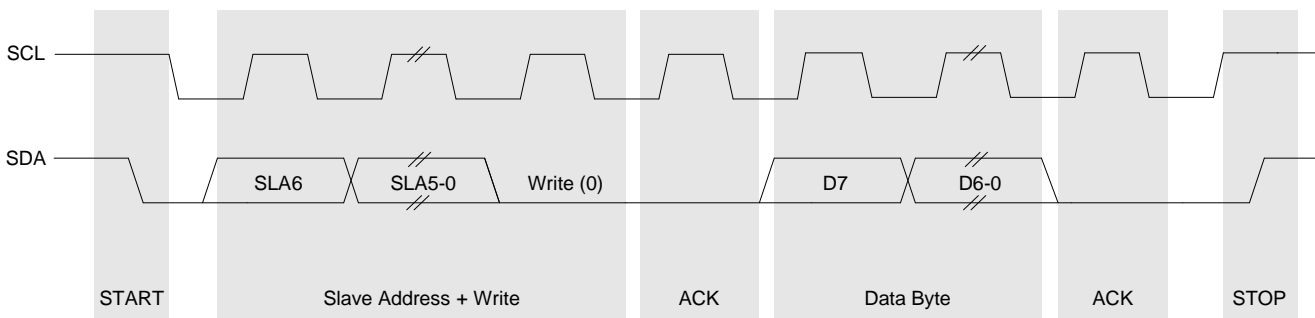 SCL
SDA
SLA6 SLA5-0 Write (0) D7 D6-0
START Slave Address + Write ACK Data Byte ACK STOP